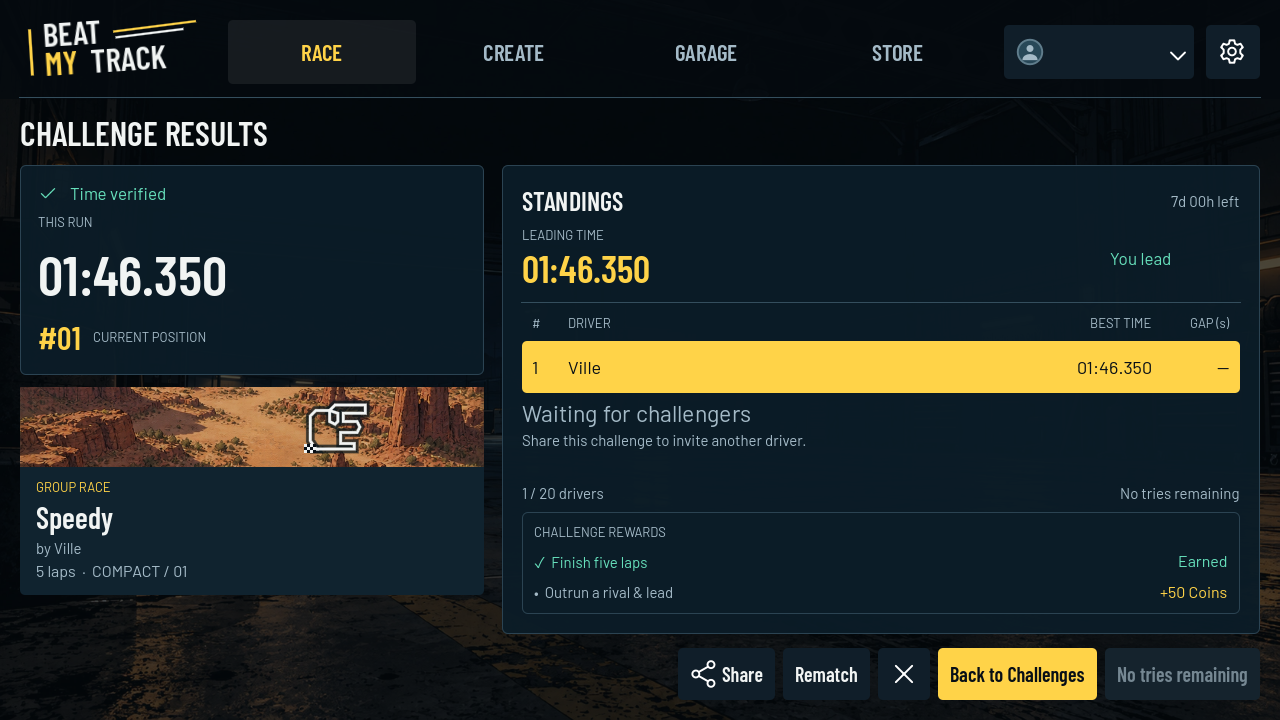 BEAT
MY TRACK
RACE
CREATE
GARAGE
STORE
CHALLENGE RESULTS
Time verified
THIS RUN
01:46.350
#01 CURRENT POSITION
GROUP RACE
Speedy
by Ville
5 laps · COMPACT / 01
STANDINGS
7d 00h left
LEADING TIME
01:46.350
You lead
# DRIVER BEST TIME GAP (s)
1 Ville 01:46.350 —
Waiting for challengers
Share this challenge to invite another driver.
1 / 20 drivers
No tries remaining
CHALLENGE REWARDS
✓ Finish five laps Earned
• Outrun a rival & lead +50 Coins
Share
Rematch
Back to Challenges
No tries remaining